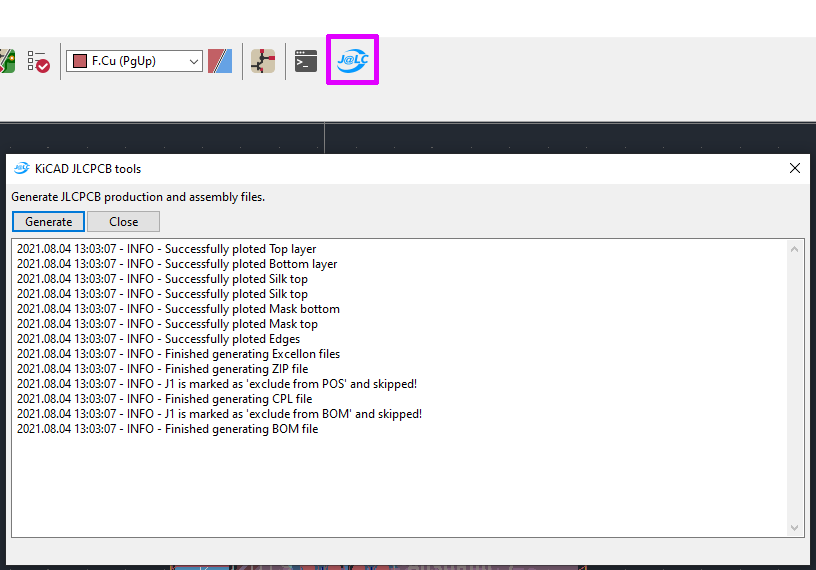 F.Cu (PgUp)
J@LC
J@LC KiCAD JLCPCB tools
Generate JLCPCB production and assembly files.
Generate Close
2021.08.04 13:03:07 - INFO - Successfully ploted Top layer
2021.08.04 13:03:07 - INFO - Successfully ploted Bottom layer
2021.08.04 13:03:07 - INFO - Successfully ploted Silk top
2021.08.04 13:03:07 - INFO - Successfully ploted Silk top
2021.08.04 13:03:07 - INFO - Successfully ploted Mask bottom
2021.08.04 13:03:07 - INFO - Successfully ploted Mask top
2021.08.04 13:03:07 - INFO - Successfully ploted Edges
2021.08.04 13:03:07 - INFO - Finished generating Excellon files
2021.08.04 13:03:07 - INFO - Finished generating ZIP file
2021.08.04 13:03:07 - INFO - J1 is marked as 'exclude from POS' and skipped!
2021.08.04 13:03:07 - INFO - Finished generating CPL file
2021.08.04 13:03:07 - INFO - J1 is marked as 'exclude from BOM' and skipped!
2021.08.04 13:03:07 - INFO - Finished generating BOM file